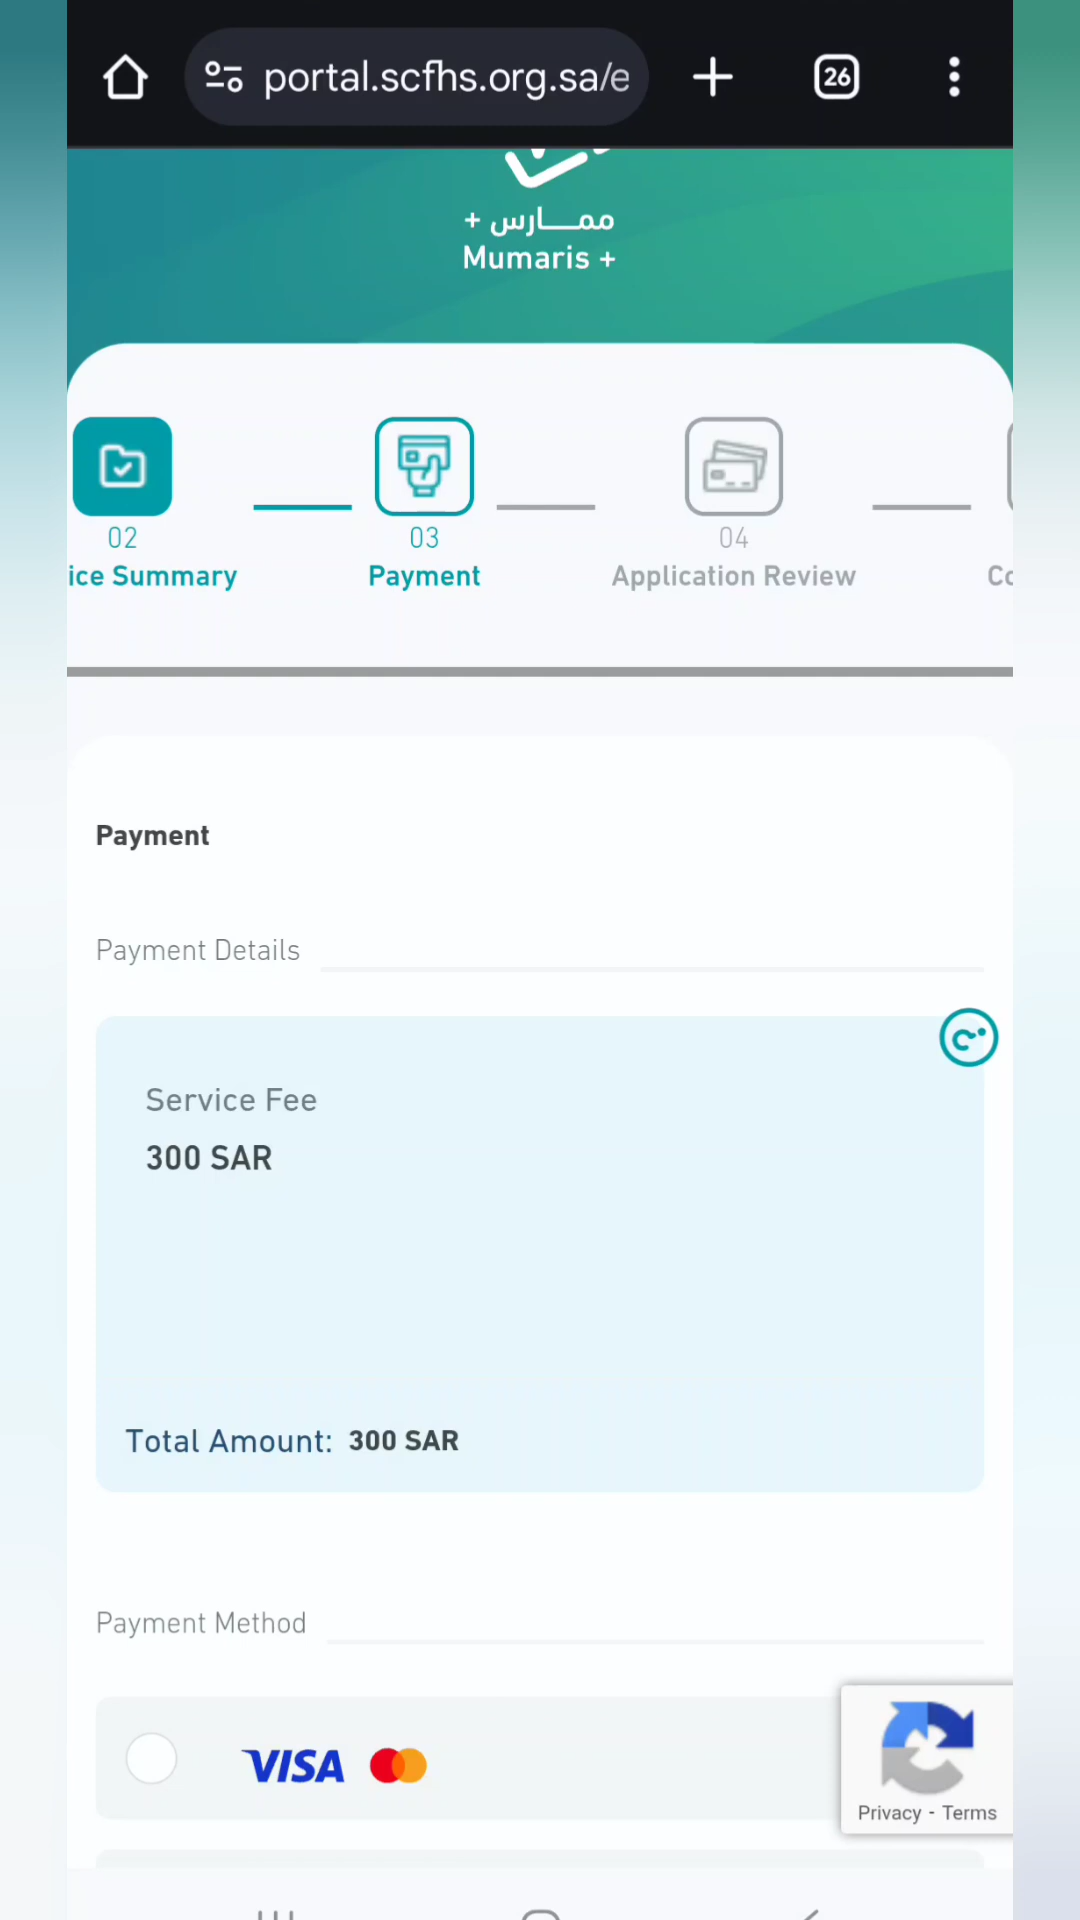 portal.scfhs.org.sa/e
26
ممارس +
Mumaris +
02
ice Summary
03
Payment
04
Application Review
Co
Payment
Payment Details
Service Fee
300 SAR
Total Amount: 300 SAR
Payment Method
VISA
Privacy - Terms